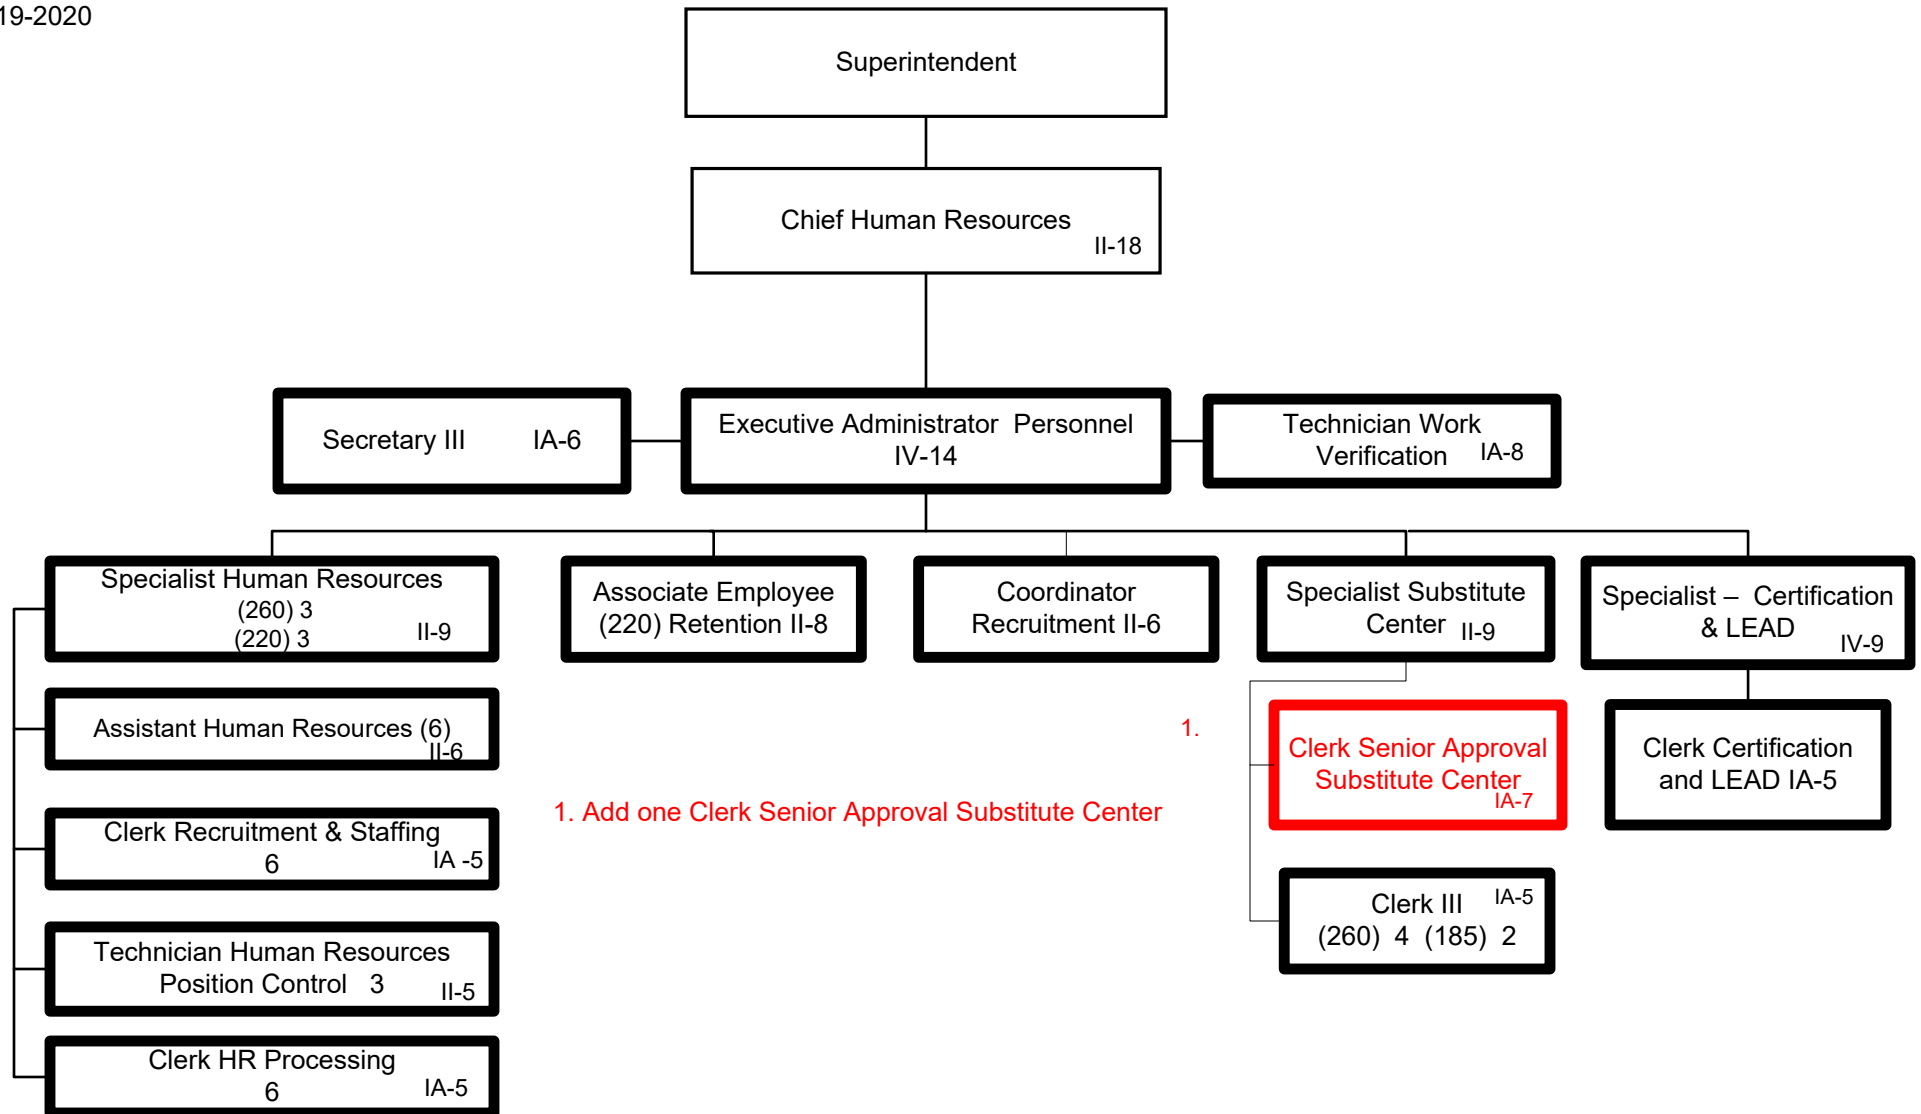 19-2020
Superintendent
Chief Human Resources
II-18
Secretary III IA-6
Executive Administrator Personnel
IV-14
Technician Work
Verification IA-8
Specialist Human Resources
(260) 3
(220) 3 II-9
Associate Employee
(220) Retention II-8
Coordinator
Recruitment II-6
Specialist Substitute
Center II-9
Specialist – Certification
& LEAD
IV-9
Assistant Human Resources (6)
II-6
1.
Clerk Senior Approval
Substitute Center
IA-7
Clerk Certification
and LEAD IA-5
1. Add one Clerk Senior Approval Substitute Center
Clerk Recruitment & Staffing
6 IA -5
Clerk III IA-5
(260) 4 (185) 2
Technician Human Resources
Position Control 3 II-5
Clerk HR Processing
6 IA-5